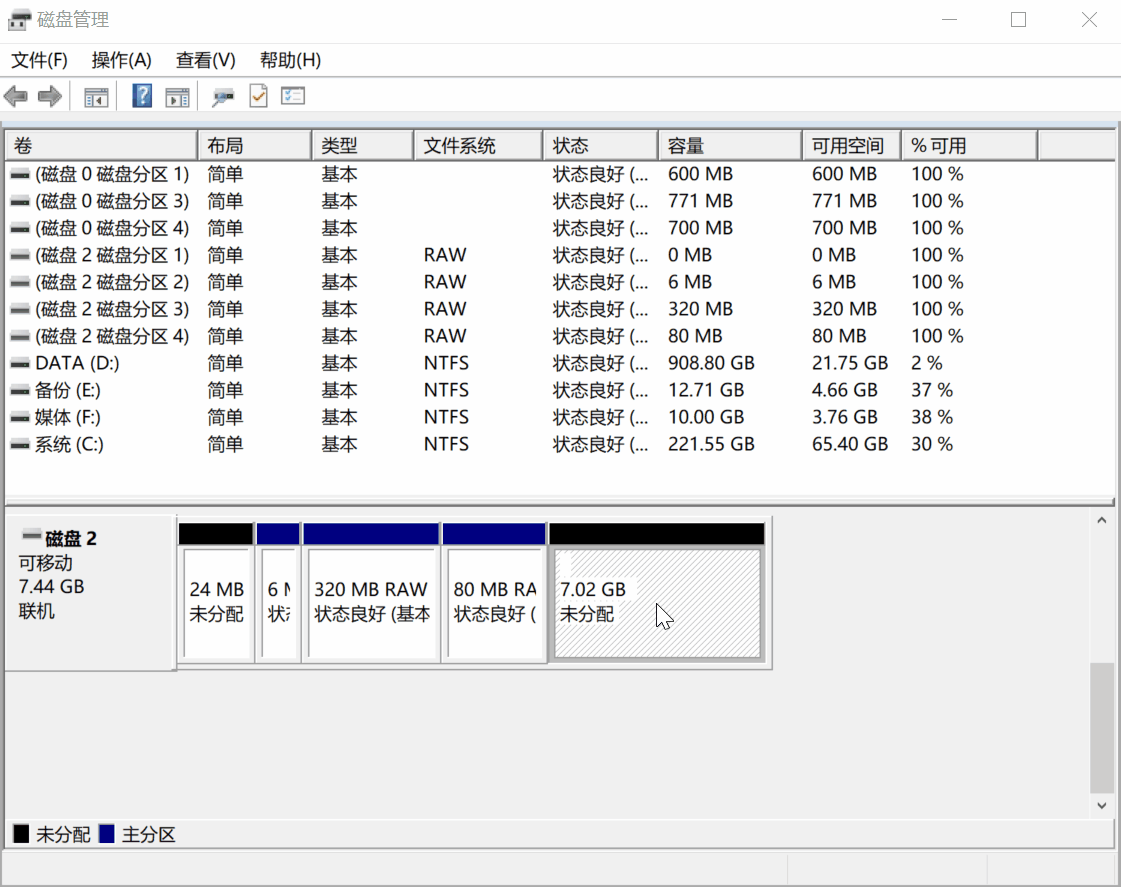 磁盘管理
文件(F) 操作(A) 查看(V) 帮助(H)
卷 布局 类型 文件系统 状态 容量 可用空间 % 可用
(磁盘 0 磁盘分区 1) 简单 基本 状态良好 (... 600 MB 600 MB 100 %
(磁盘 0 磁盘分区 3) 简单 基本 状态良好 (... 771 MB 771 MB 100 %
(磁盘 0 磁盘分区 4) 简单 基本 状态良好 (... 700 MB 700 MB 100 %
(磁盘 2 磁盘分区 1) 简单 基本 RAW 状态良好 (... 0 MB 0 MB 100 %
(磁盘 2 磁盘分区 2) 简单 基本 RAW 状态良好 (... 6 MB 6 MB 100 %
(磁盘 2 磁盘分区 3) 简单 基本 RAW 状态良好 (... 320 MB 320 MB 100 %
(磁盘 2 磁盘分区 4) 简单 基本 RAW 状态良好 (... 80 MB 80 MB 100 %
DATA (D:) 简单 基本 NTFS 状态良好 (... 908.80 GB 21.75 GB 2 %
备份 (E:) 简单 基本 NTFS 状态良好 (... 12.71 GB 4.66 GB 37 %
媒体 (F:) 简单 基本 NTFS 状态良好 (... 10.00 GB 3.76 GB 38 %
系统 (C:) 简单 基本 NTFS 状态良好 (... 221.55 GB 65.40 GB 30 %
磁盘 2
可移动
7.44 GB
联机
24 MB
未分配
6
状
320 MB RAW
状态良好 (基本
80 MB RA
状态良好 (
7.02 GB
未分配
未分配 主分区